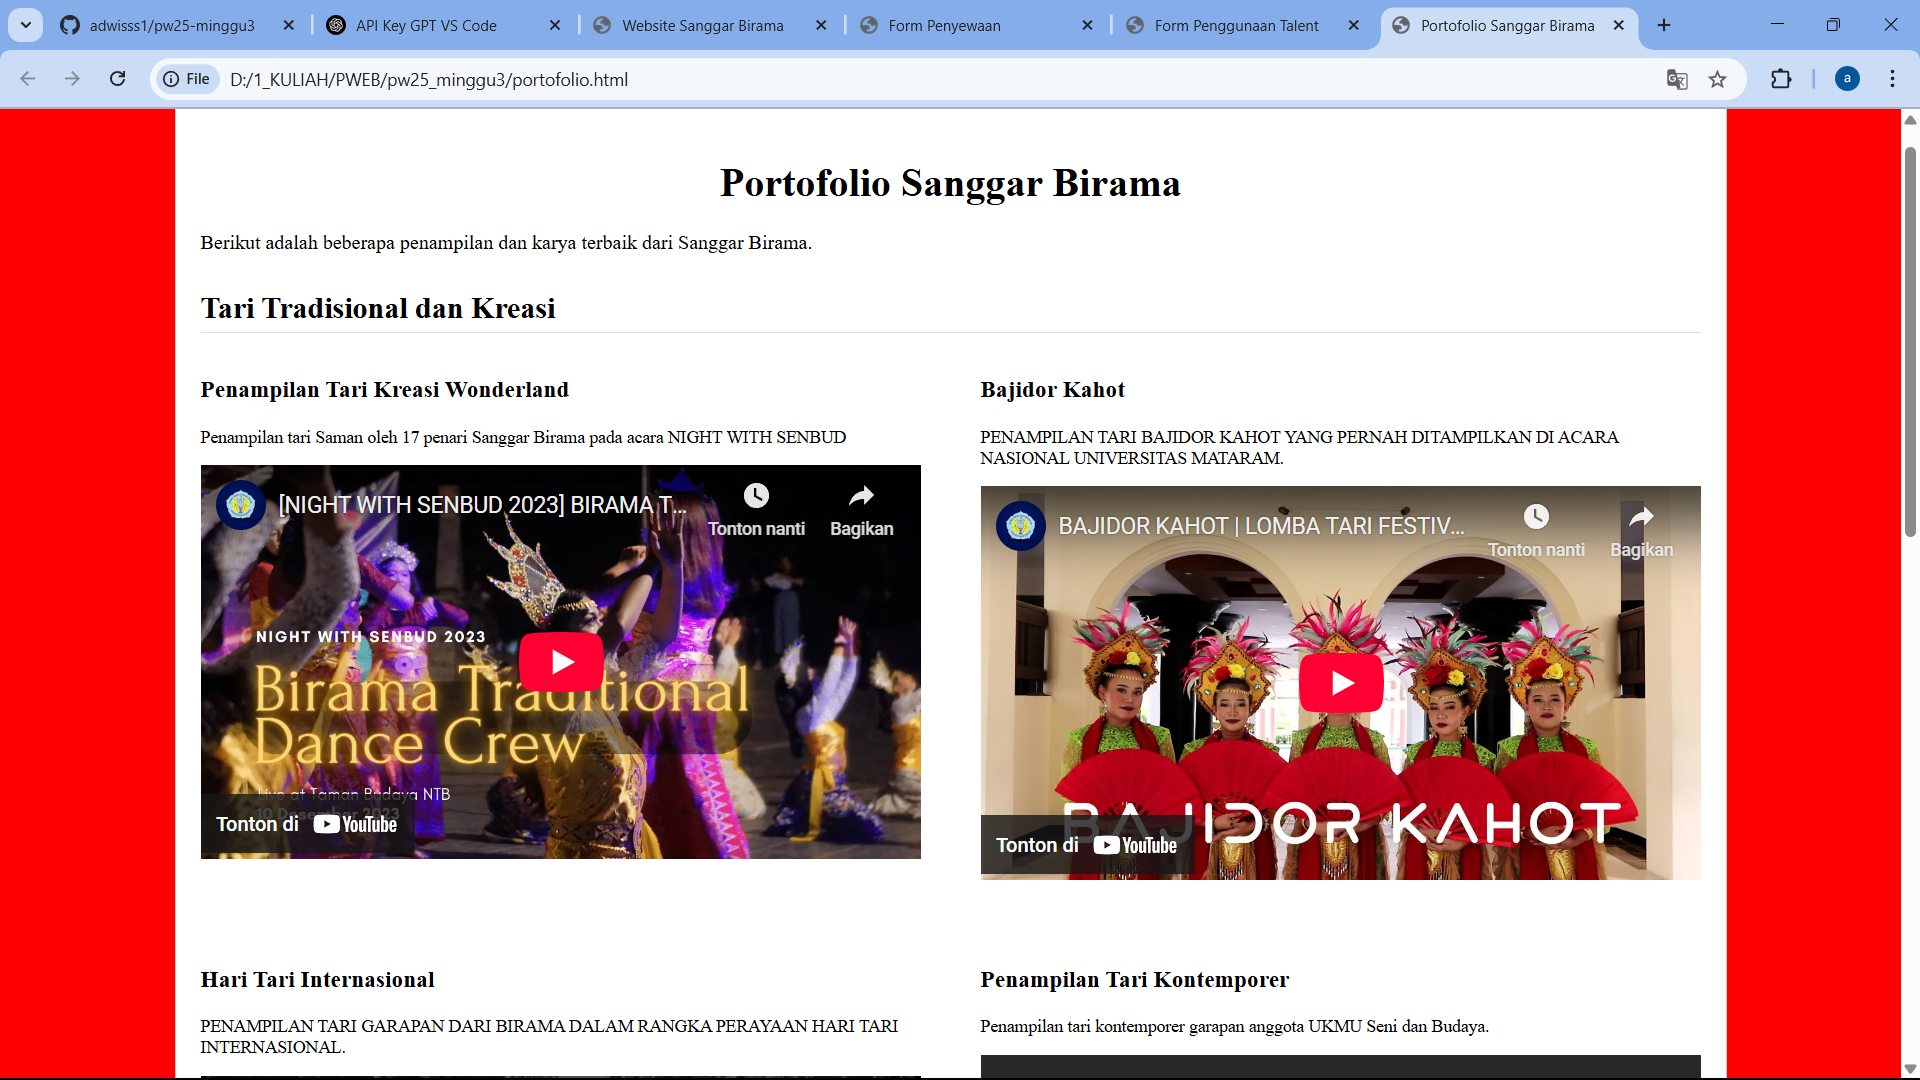 adwisss1/pw25-minggu3
API Key GPT VS Code
Website Sanggar Birama
Form Penyewaan
Form Penggunaan Talent
Portofolio Sanggar Birama
File
D:/1_KULIAH/PWEB/pw25_minggu3/portofolio.html
a
Portofolio Sanggar Birama
Berikut adalah beberapa penampilan dan karya terbaik dari Sanggar Birama.
Tari Tradisional dan Kreasi
Penampilan Tari Kreasi Wonderland
Penampilan tari Saman oleh 17 penari Sanggar Birama pada acara NIGHT WITH SENBUD
[NIGHT WITH SENBUD 2023] BIRAMA T...
Tonton nanti
Bagikan
NIGHT WITH SENBUD 2023
Birama Traditional
Dance Crew
Live at Taman Budaya NTB
Tonton di YouTube
Bajidor Kahot
PENAMPILAN TARI BAJIDOR KAHOT YANG PERNAH DITAMPILKAN DI ACARA
NASIONAL UNIVERSITAS MATARAM.
BAJIDOR KAHOT | LOMBA TARI FESTIV...
Tonton nanti
Bagikan
BAJIDOR KAHOT
Tonton di YouTube
Hari Tari Internasional
PENAMPILAN TARI GARAPAN DARI BIRAMA DALAM RANGKA PERAYAAN HARI TARI
INTERNASIONAL.
Penampilan Tari Kontemporer
Penampilan tari kontemporer garapan anggota UKMU Seni dan Budaya.